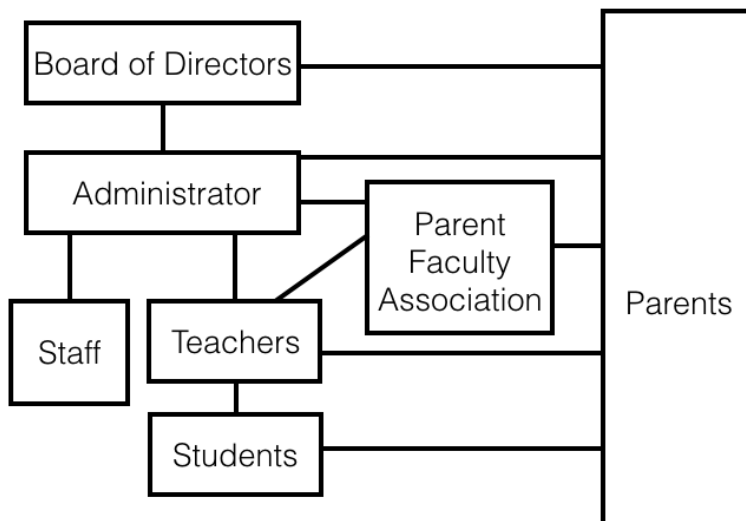 Board of Directors
Administrator
Parent
Faculty
Association
Parents
Staff
Teachers
Students